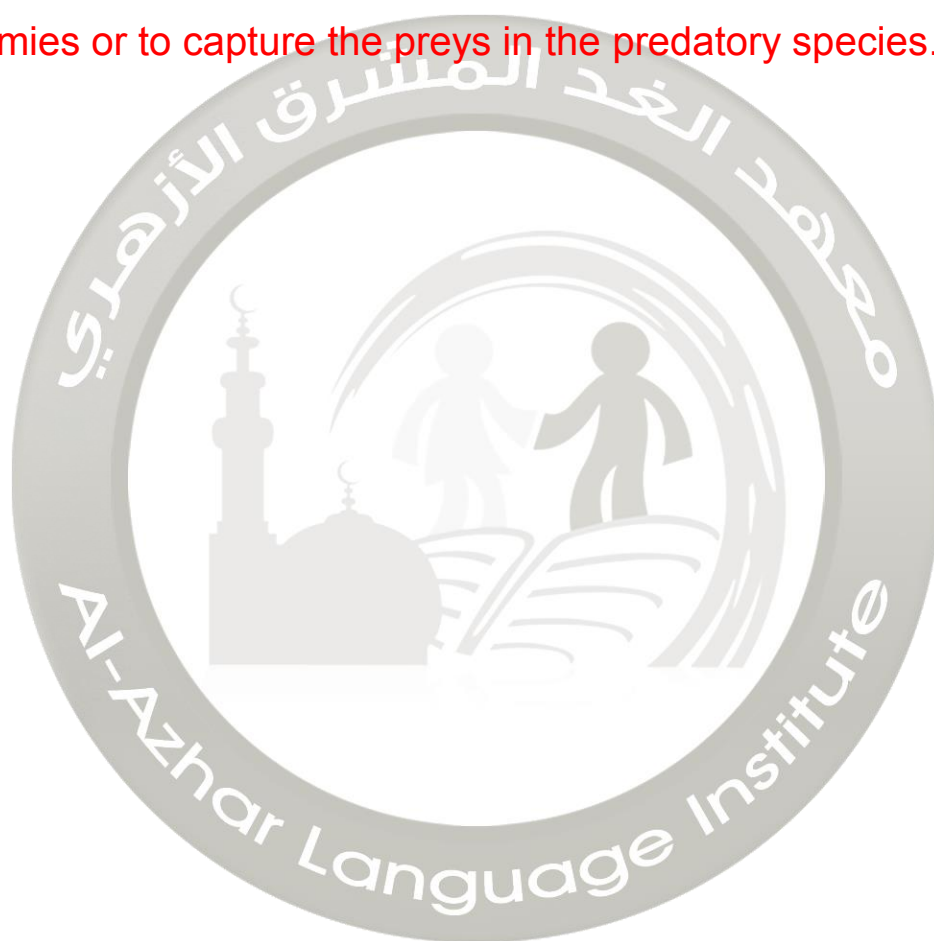 mies or to capture the preys in the predatory species.
معهد الغد المشرق الأزهري
Al-Azhar Language Institute